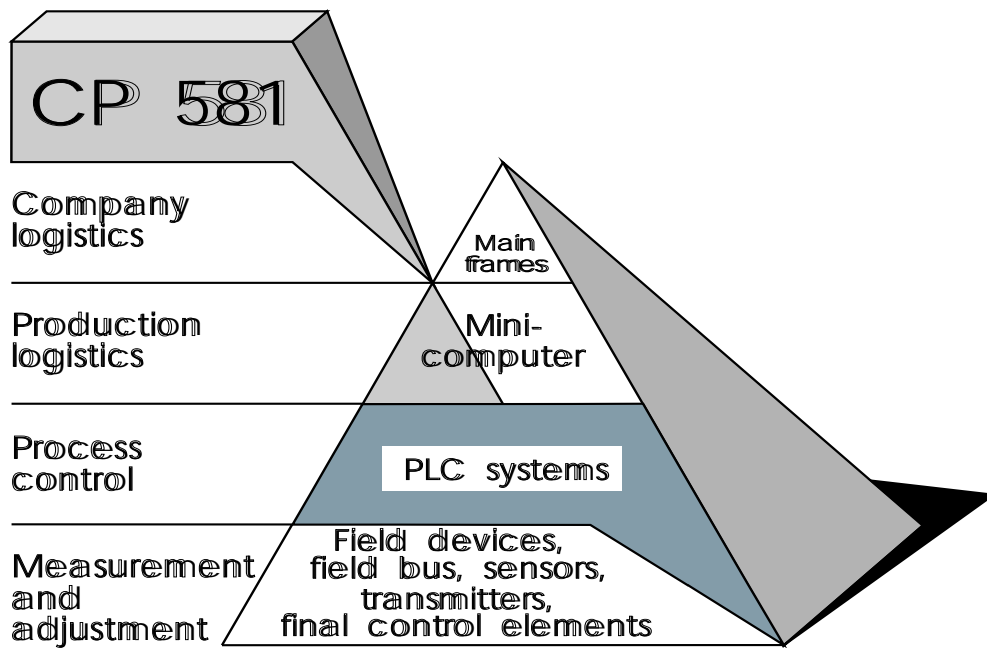 CP 581
Company
logistics
Main
frames
Production
logistics
Mini-
computer
Process
control
PLC systems
Measurement
and
adjustment
Field devices,
field bus, sensors,
transmitters,
final control elements